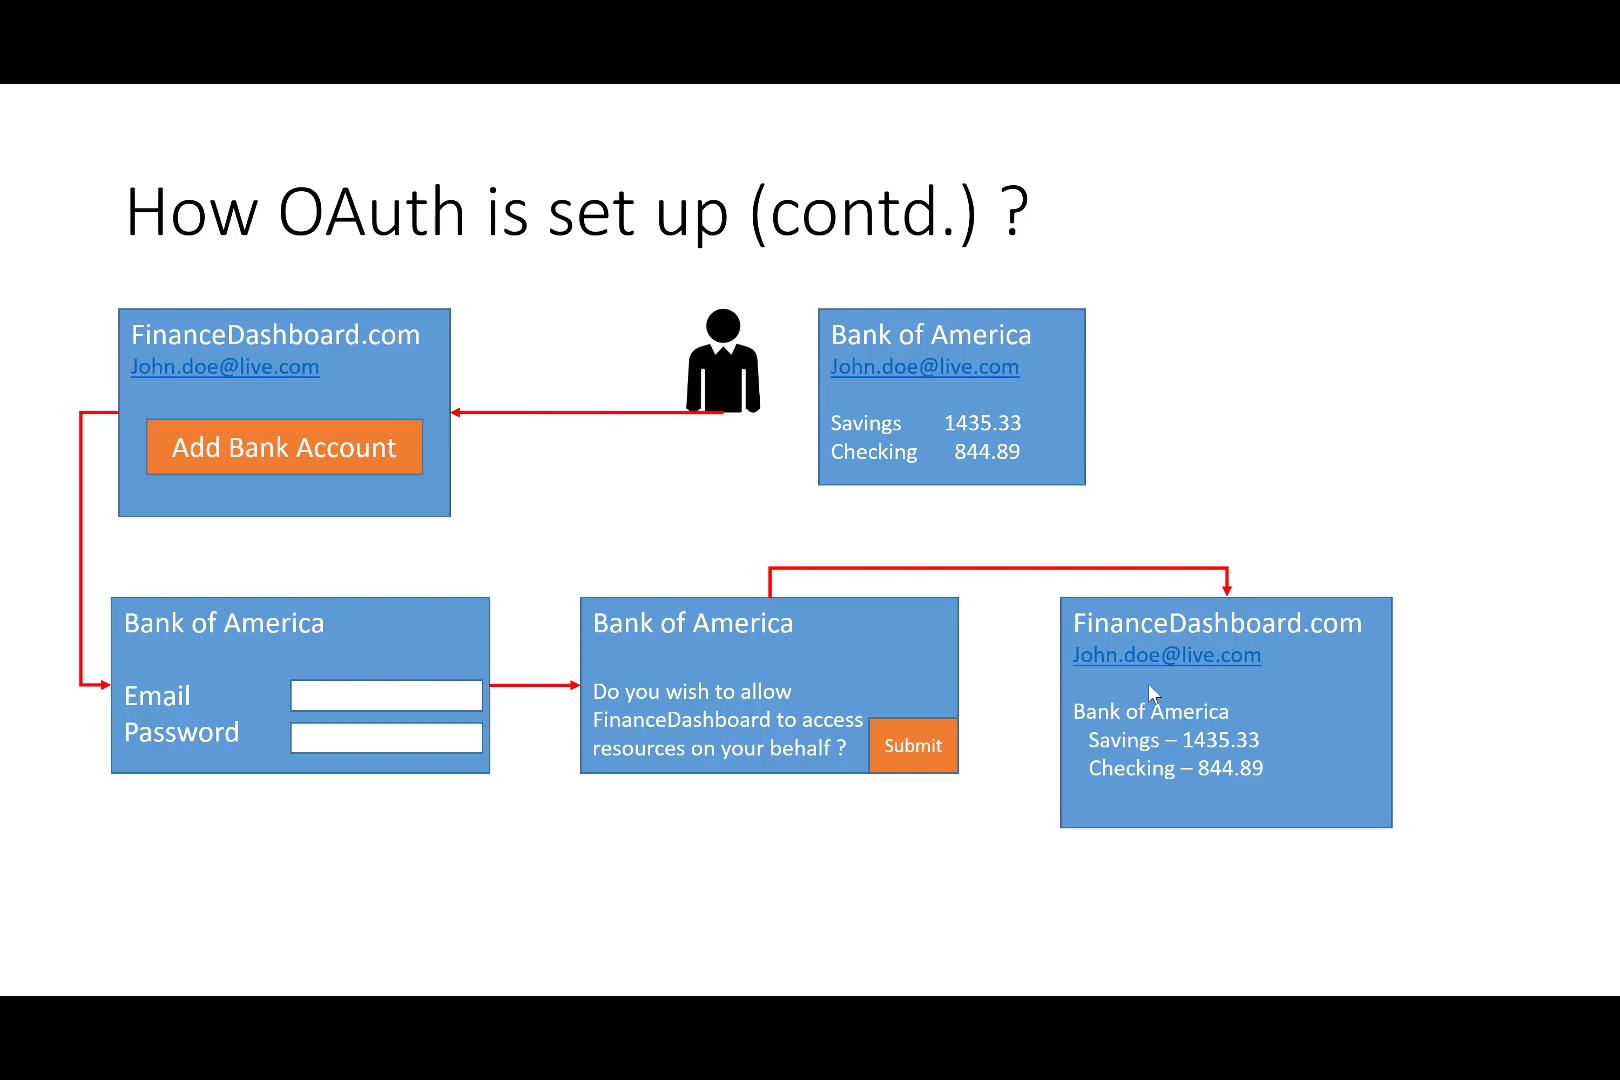 How OAuth is set up (contd.) ?
FinanceDashboard.com
John.doe@live.com
Add Bank Account
Bank of America
John.doe@live.com
Savings 1435.33
Checking 844.89
Bank of America
Email
Password
Bank of America
Do you wish to allow
FinanceDashboard to access
resources on your behalf ?
Submit
FinanceDashboard.com
John.doe@live.com
Bank of America
Savings – 1435.33
Checking – 844.89